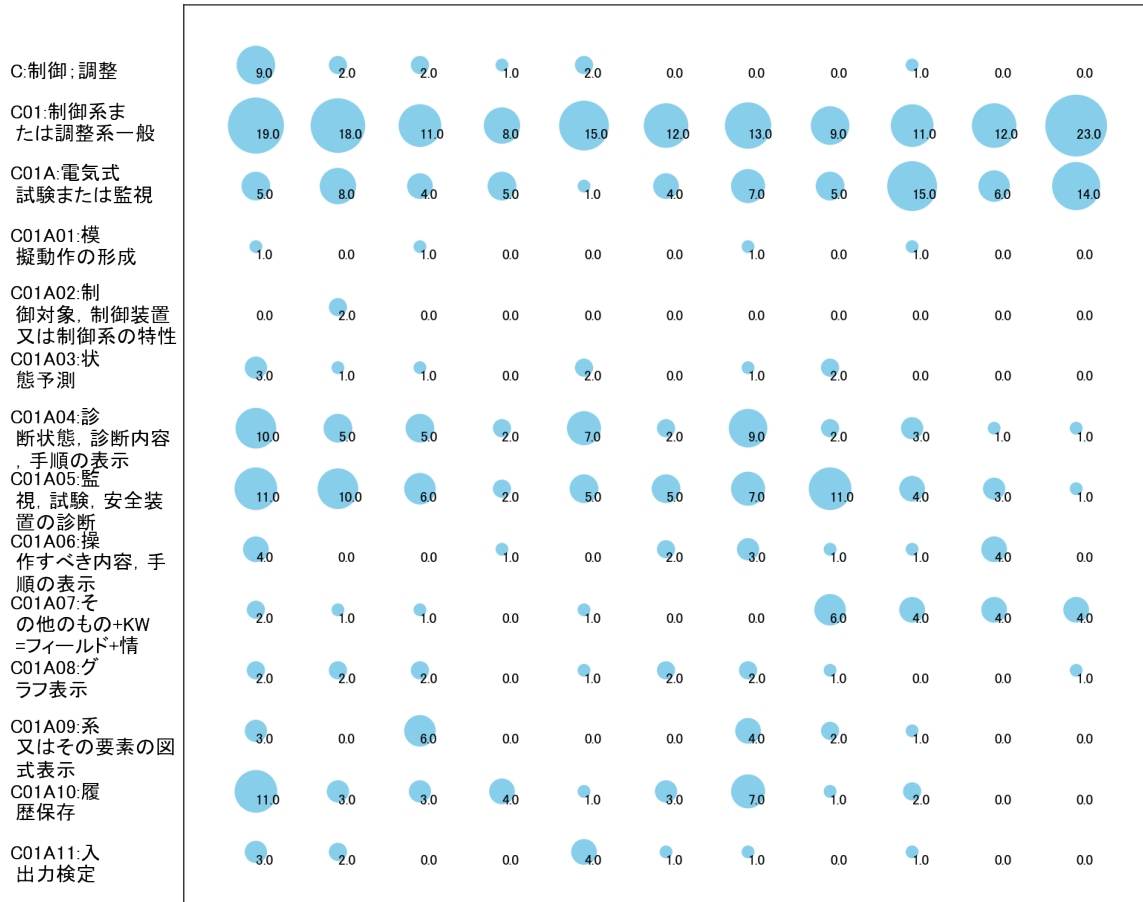 C:制御;調整
9.0 2.0 2.0 1.0 2.0 0.0 0.0 0.0 1.0 0.0 0.0
C01:制御系ま
たは調整系一般
19.0 18.0 11.0 8.0 15.0 12.0 13.0 9.0 11.0 12.0 23.0
C01A:電気式
試験または監視
5.0 8.0 4.0 5.0 1.0 4.0 7.0 5.0 15.0 6.0 14.0
C01A01:模
擬動作の形成
1.0 0.0 1.0 0.0 0.0 0.0 1.0 0.0 1.0 0.0 0.0
C01A02:制
御対象,制御装置
又は制御系の特性
0.0 2.0 0.0 0.0 0.0 0.0 0.0 0.0 0.0 0.0 0.0
C01A03:状
態予測
3.0 1.0 1.0 0.0 2.0 0.0 1.0 2.0 0.0 0.0 0.0
C01A04:診
断状態,診断内容
,手順の表示
10.0 5.0 5.0 2.0 7.0 2.0 9.0 2.0 3.0 1.0 1.0
C01A05:監
視,試験,安全装
置の診断
11.0 10.0 6.0 2.0 5.0 5.0 7.0 11.0 4.0 3.0 1.0
C01A06:操
作すべき内容,手
順の表示
4.0 0.0 0.0 1.0 0.0 2.0 3.0 1.0 1.0 4.0 0.0
C01A07:そ
の他のもの+KW
=フィールド+情
2.0 1.0 1.0 0.0 1.0 0.0 0.0 6.0 4.0 4.0 4.0
C01A08:グ
ラフ表示
2.0 2.0 2.0 0.0 1.0 2.0 2.0 1.0 0.0 0.0 1.0
C01A09:系
又はその要素の図
式表示
3.0 0.0 6.0 0.0 0.0 0.0 4.0 2.0 1.0 0.0 0.0
C01A10:履
歴保存
11.0 3.0 3.0 4.0 1.0 3.0 7.0 1.0 2.0 0.0 0.0
C01A11:入
出力検定
3.0 2.0 0.0 0.0 4.0 1.0 1.0 0.0 1.0 0.0 0.0